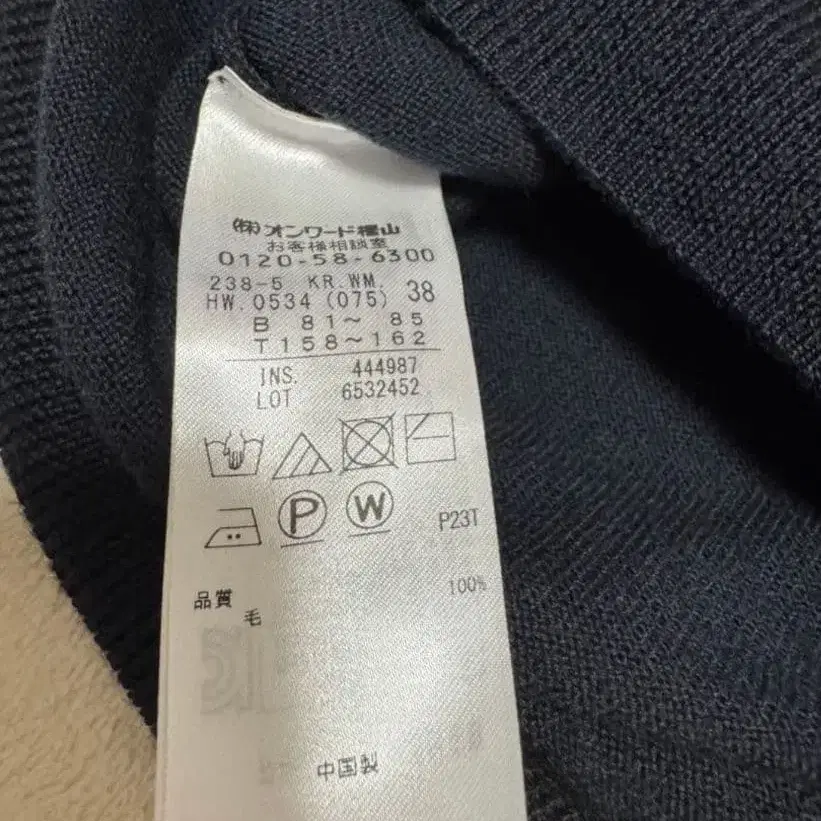 (株)オンワード樫山
お客様相談室
0120-58-6300
238-5 KR.WM.
HW.0534 (075) 38
B 81～ 85
T 158～162
INS. 444987
LOT 6532452
P W P23T
品質 100%
毛
中国製